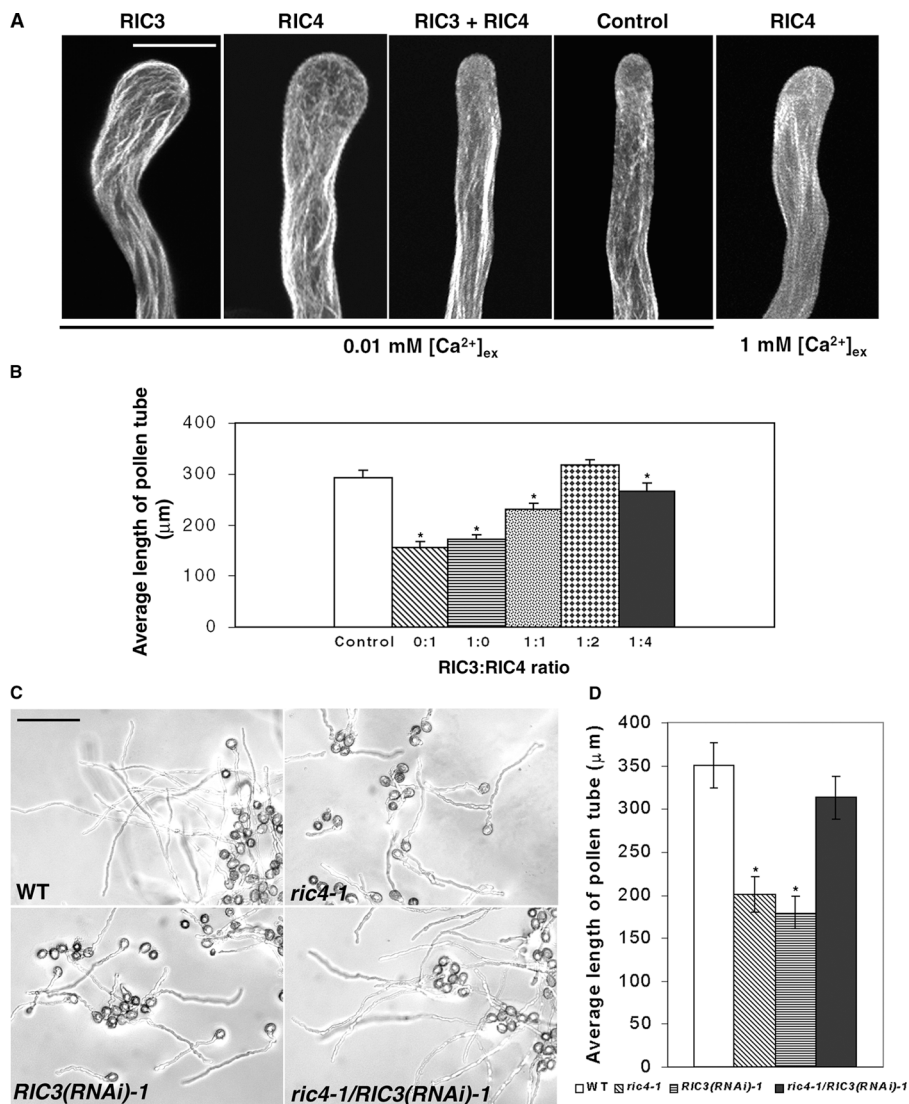 A
RIC3 RIC4 RIC3 + RIC4 Control RIC4
0.01 mM [Ca²⁺]ex 1 mM [Ca²⁺]ex
B
Average length of pollen tube
(μm)
400
300
200
100
0
Control 0:1 1:0 1:1 1:2 1:4
* * * *
RIC3:RIC4 ratio
C
WT
ric4-1
RIC3(RNAi)-1
ric4-1/RIC3(RNAi)-1
D
Average length of pollen tube (μm)
400
350
300
250
200
150
100
50
0
* *
WT ric4-1 RIC3(RNAi)-1 ric4-1/RIC3(RNAi)-1